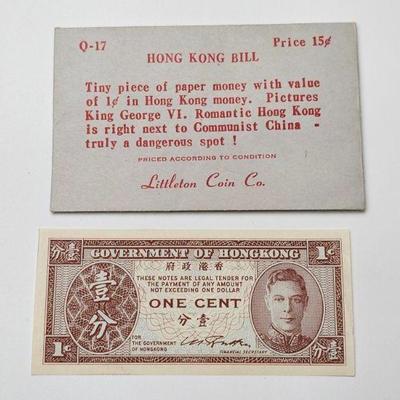 Q-17 Price 15¢
HONG KONG BILL
Tiny piece of paper money with value
of 1¢ in Hong Kong money. Pictures
King George VI. Romantic Hong Kong
is right next to Communist China -
truly a dangerous spot!
PRICED ACCORDING TO CONDITION
Littleton Coin Co.
分 GOVERNMENT OF HONGKONG 1¢
府政港香
THESE NOTES ARE LEGAL TENDER FOR
THE PAYMENT OF ANY AMOUNT
NOT EXCEEDING ONE DOLLAR
壹分
ONE CENT
分壹
FOR
THE GOVERNMENT
OF HONGKONG
FINANCIAL SECRETARY
1¢ 分壹